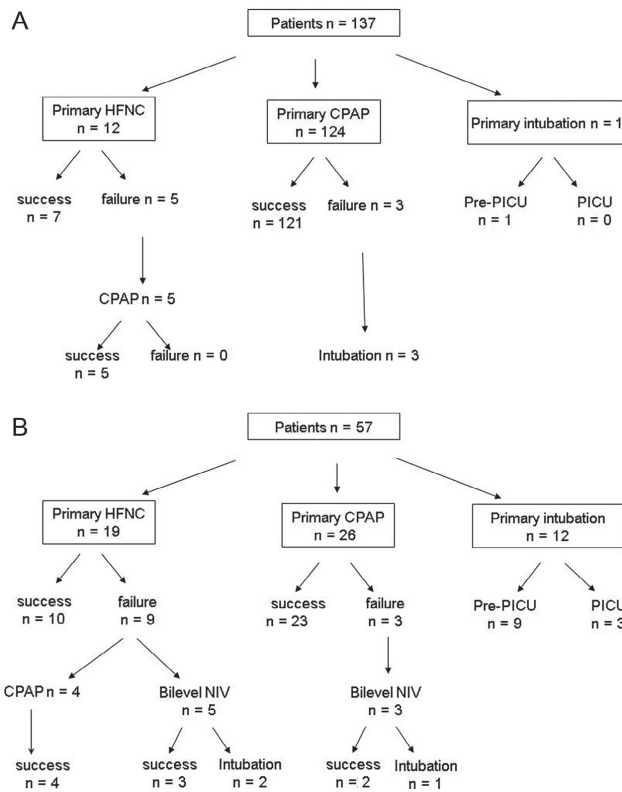 A
Patients n = 137
Primary HFNC
n = 12
Primary CPAP
n = 124
Primary intubation n = 1
success
n = 7
failure n = 5
success
n = 121
failure n = 3
Pre-PICU
n = 1
PICU
n = 0
CPAP n = 5
success
n = 5
failure n = 0
Intubation n = 3
B
Patients n = 57
Primary HFNC
n = 19
Primary CPAP
n = 26
Primary intubation
n = 12
success
n = 10
failure
n = 9
success
n = 23
failure
n = 3
Pre-PICU
n = 9
PICU
n = 3
CPAP n = 4
Bilevel NIV
n = 5
Bilevel NIV
n = 3
success
n = 4
success
n = 3
Intubation
n = 2
success
n = 2
Intubation
n = 1